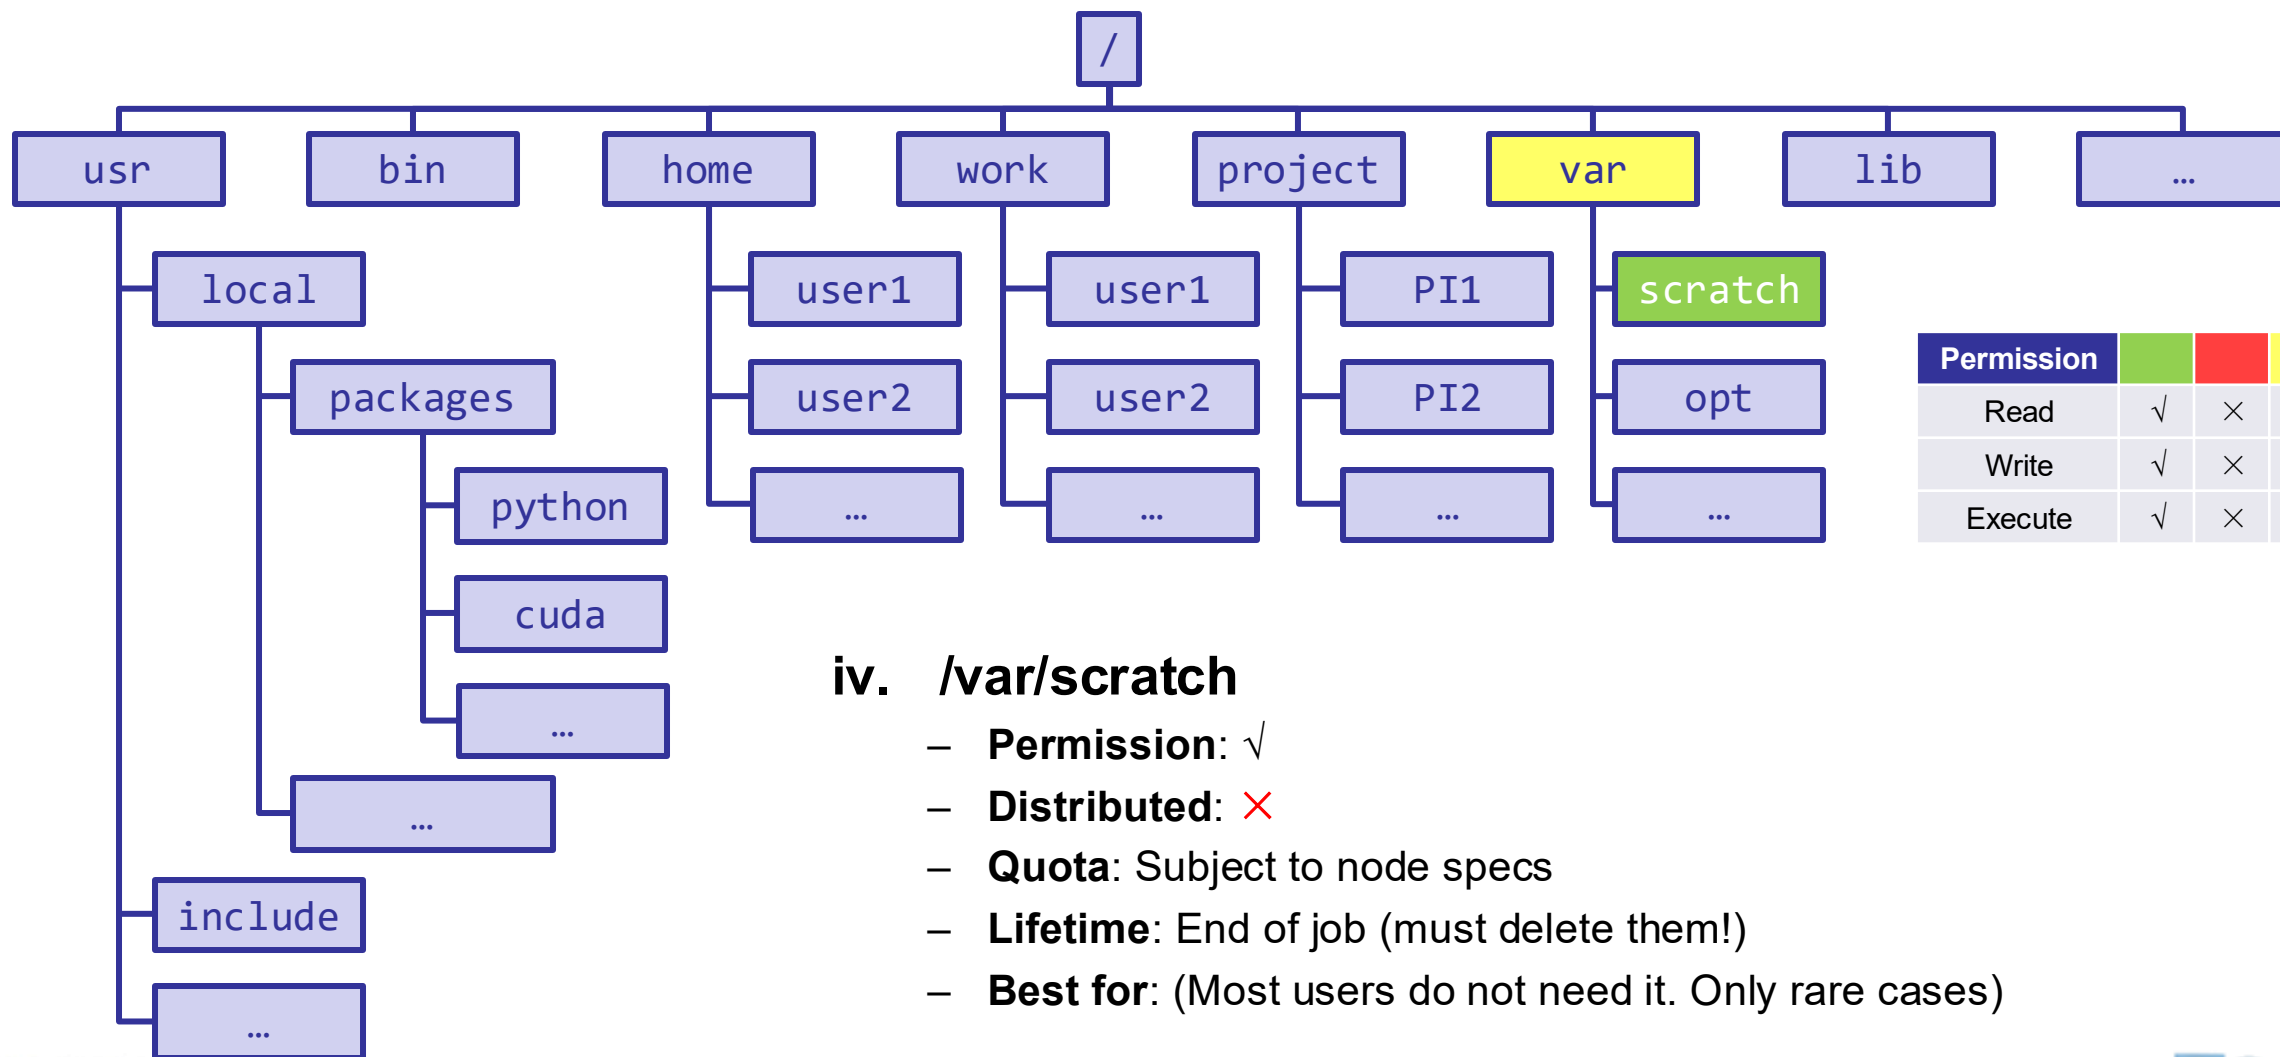 /
usr bin home work project var lib …
local user1 user1 PI1 scratch
Permission
packages user2 user2 PI2 opt
Read √ ×
Write √ ×
python … … … …
Execute √ ×
cuda
iv. /var/scratch
… – Permission: √
– Distributed: ×
… – Quota: Subject to node specs
include – Lifetime: End of job (must delete them!)
– Best for: (Most users do not need it. Only rare cases)
…